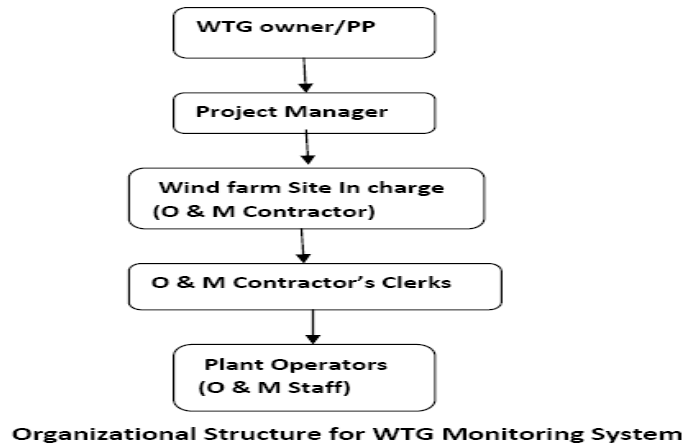 WTG owner/PP
Project Manager
Wind farm Site In charge
(O & M Contractor)
O & M Contractor’s Clerks
Plant Operators
(O & M Staff)
Organizational Structure for WTG Monitoring System